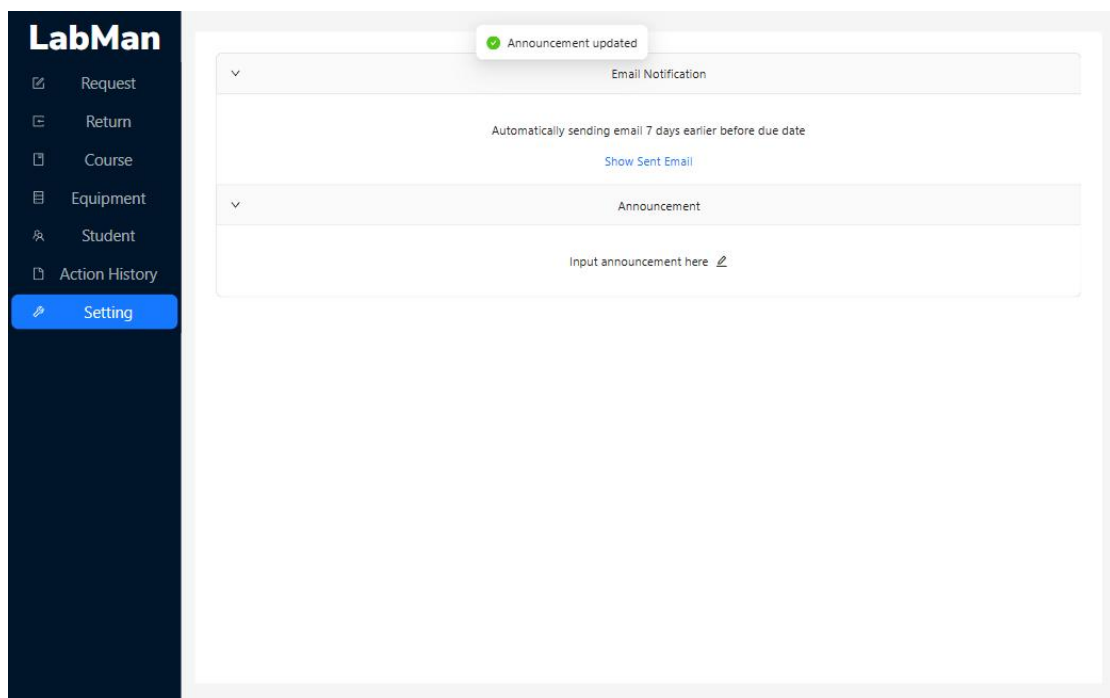 LabMan
Request
Return
Course
Equipment
Student
Action History
Setting
Announcement updated
Email Notification
Automatically sending email 7 days earlier before due date
Show Sent Email
Announcement
Input announcement here